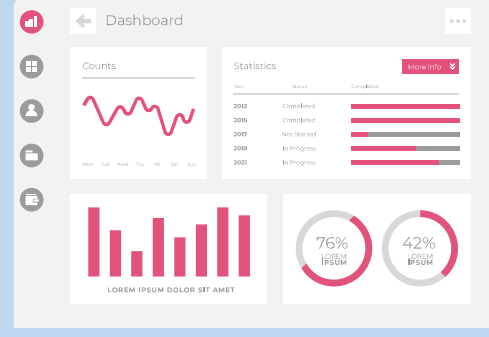 Dashboard
Counts
Mon Tue Wed Thu Fri Sat Sun
Statistics
More info
Year Status Completion
2013 Completed
2015 Completed
2017 Not Started
2019 In Progress
2021 In Progress
LOREM IPSUM DOLOR SIT AMET
76%
LOREM
IPSUM
42%
LOREM
IPSUM